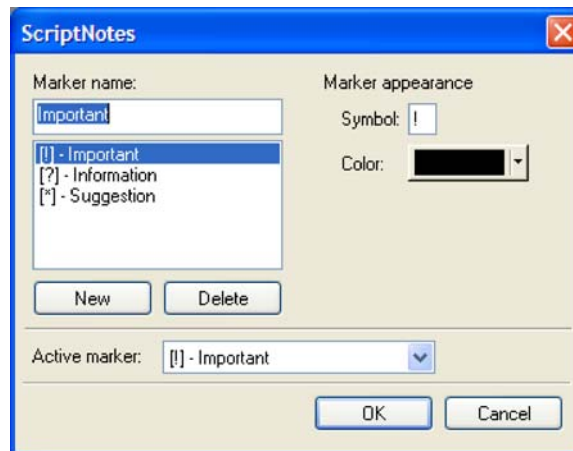 ScriptNotes
Marker name:
Important
[!] - Important
[?] - Information
[*] - Suggestion
New
Delete
Marker appearance
Symbol: !
Color:
Active marker: [!] - Important
OK
Cancel